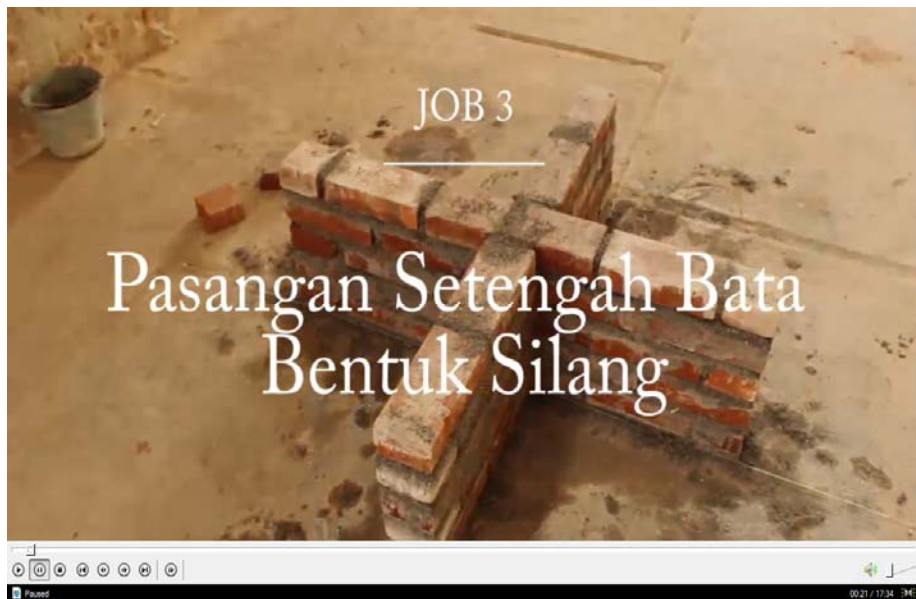 JOB 3
Pasangan Setengah Bata
Bentuk Silang
Paused
00:21 / 17:34